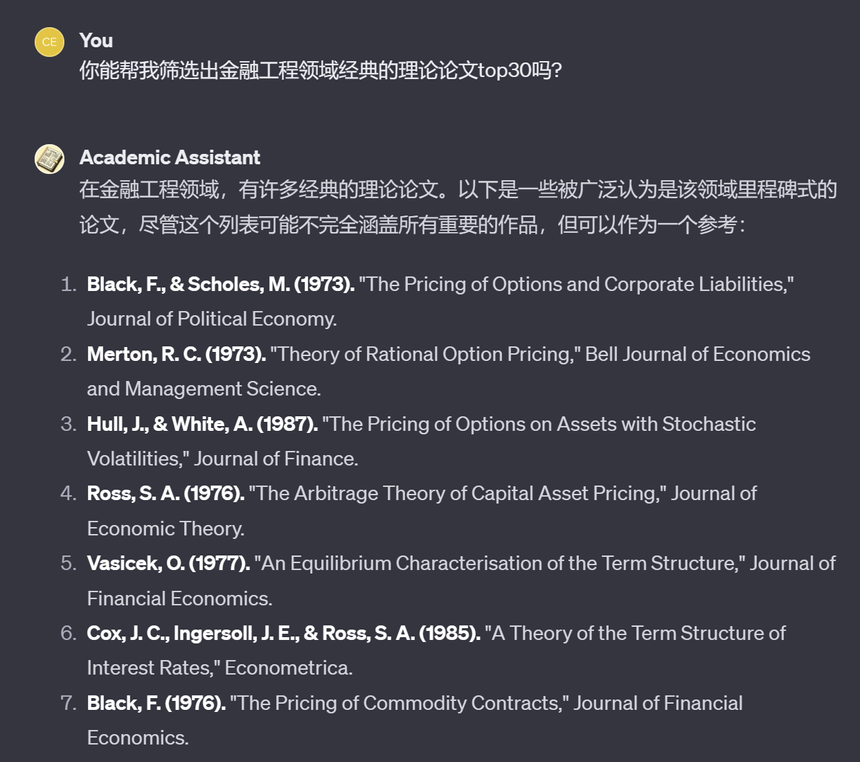 CE
You
你能帮我筛选出金融工程领域经典的理论论文top30吗?
Academic Assistant
在金融工程领域，有许多经典的理论论文。以下是一些被广泛认为是该领域里程碑式的
论文，尽管这个列表可能不完全涵盖所有重要的作品，但可以作为一个参考：
1. Black, F., & Scholes, M. (1973). "The Pricing of Options and Corporate Liabilities,"
Journal of Political Economy.
2. Merton, R. C. (1973). "Theory of Rational Option Pricing," Bell Journal of Economics
and Management Science.
3. Hull, J., & White, A. (1987). "The Pricing of Options on Assets with Stochastic
Volatilities," Journal of Finance.
4. Ross, S. A. (1976). "The Arbitrage Theory of Capital Asset Pricing," Journal of
Economic Theory.
5. Vasicek, O. (1977). "An Equilibrium Characterisation of the Term Structure," Journal of
Financial Economics.
6. Cox, J. C., Ingersoll, J. E., & Ross, S. A. (1985). "A Theory of the Term Structure of
Interest Rates," Econometrica.
7. Black, F. (1976). "The Pricing of Commodity Contracts," Journal of Financial
Economics.